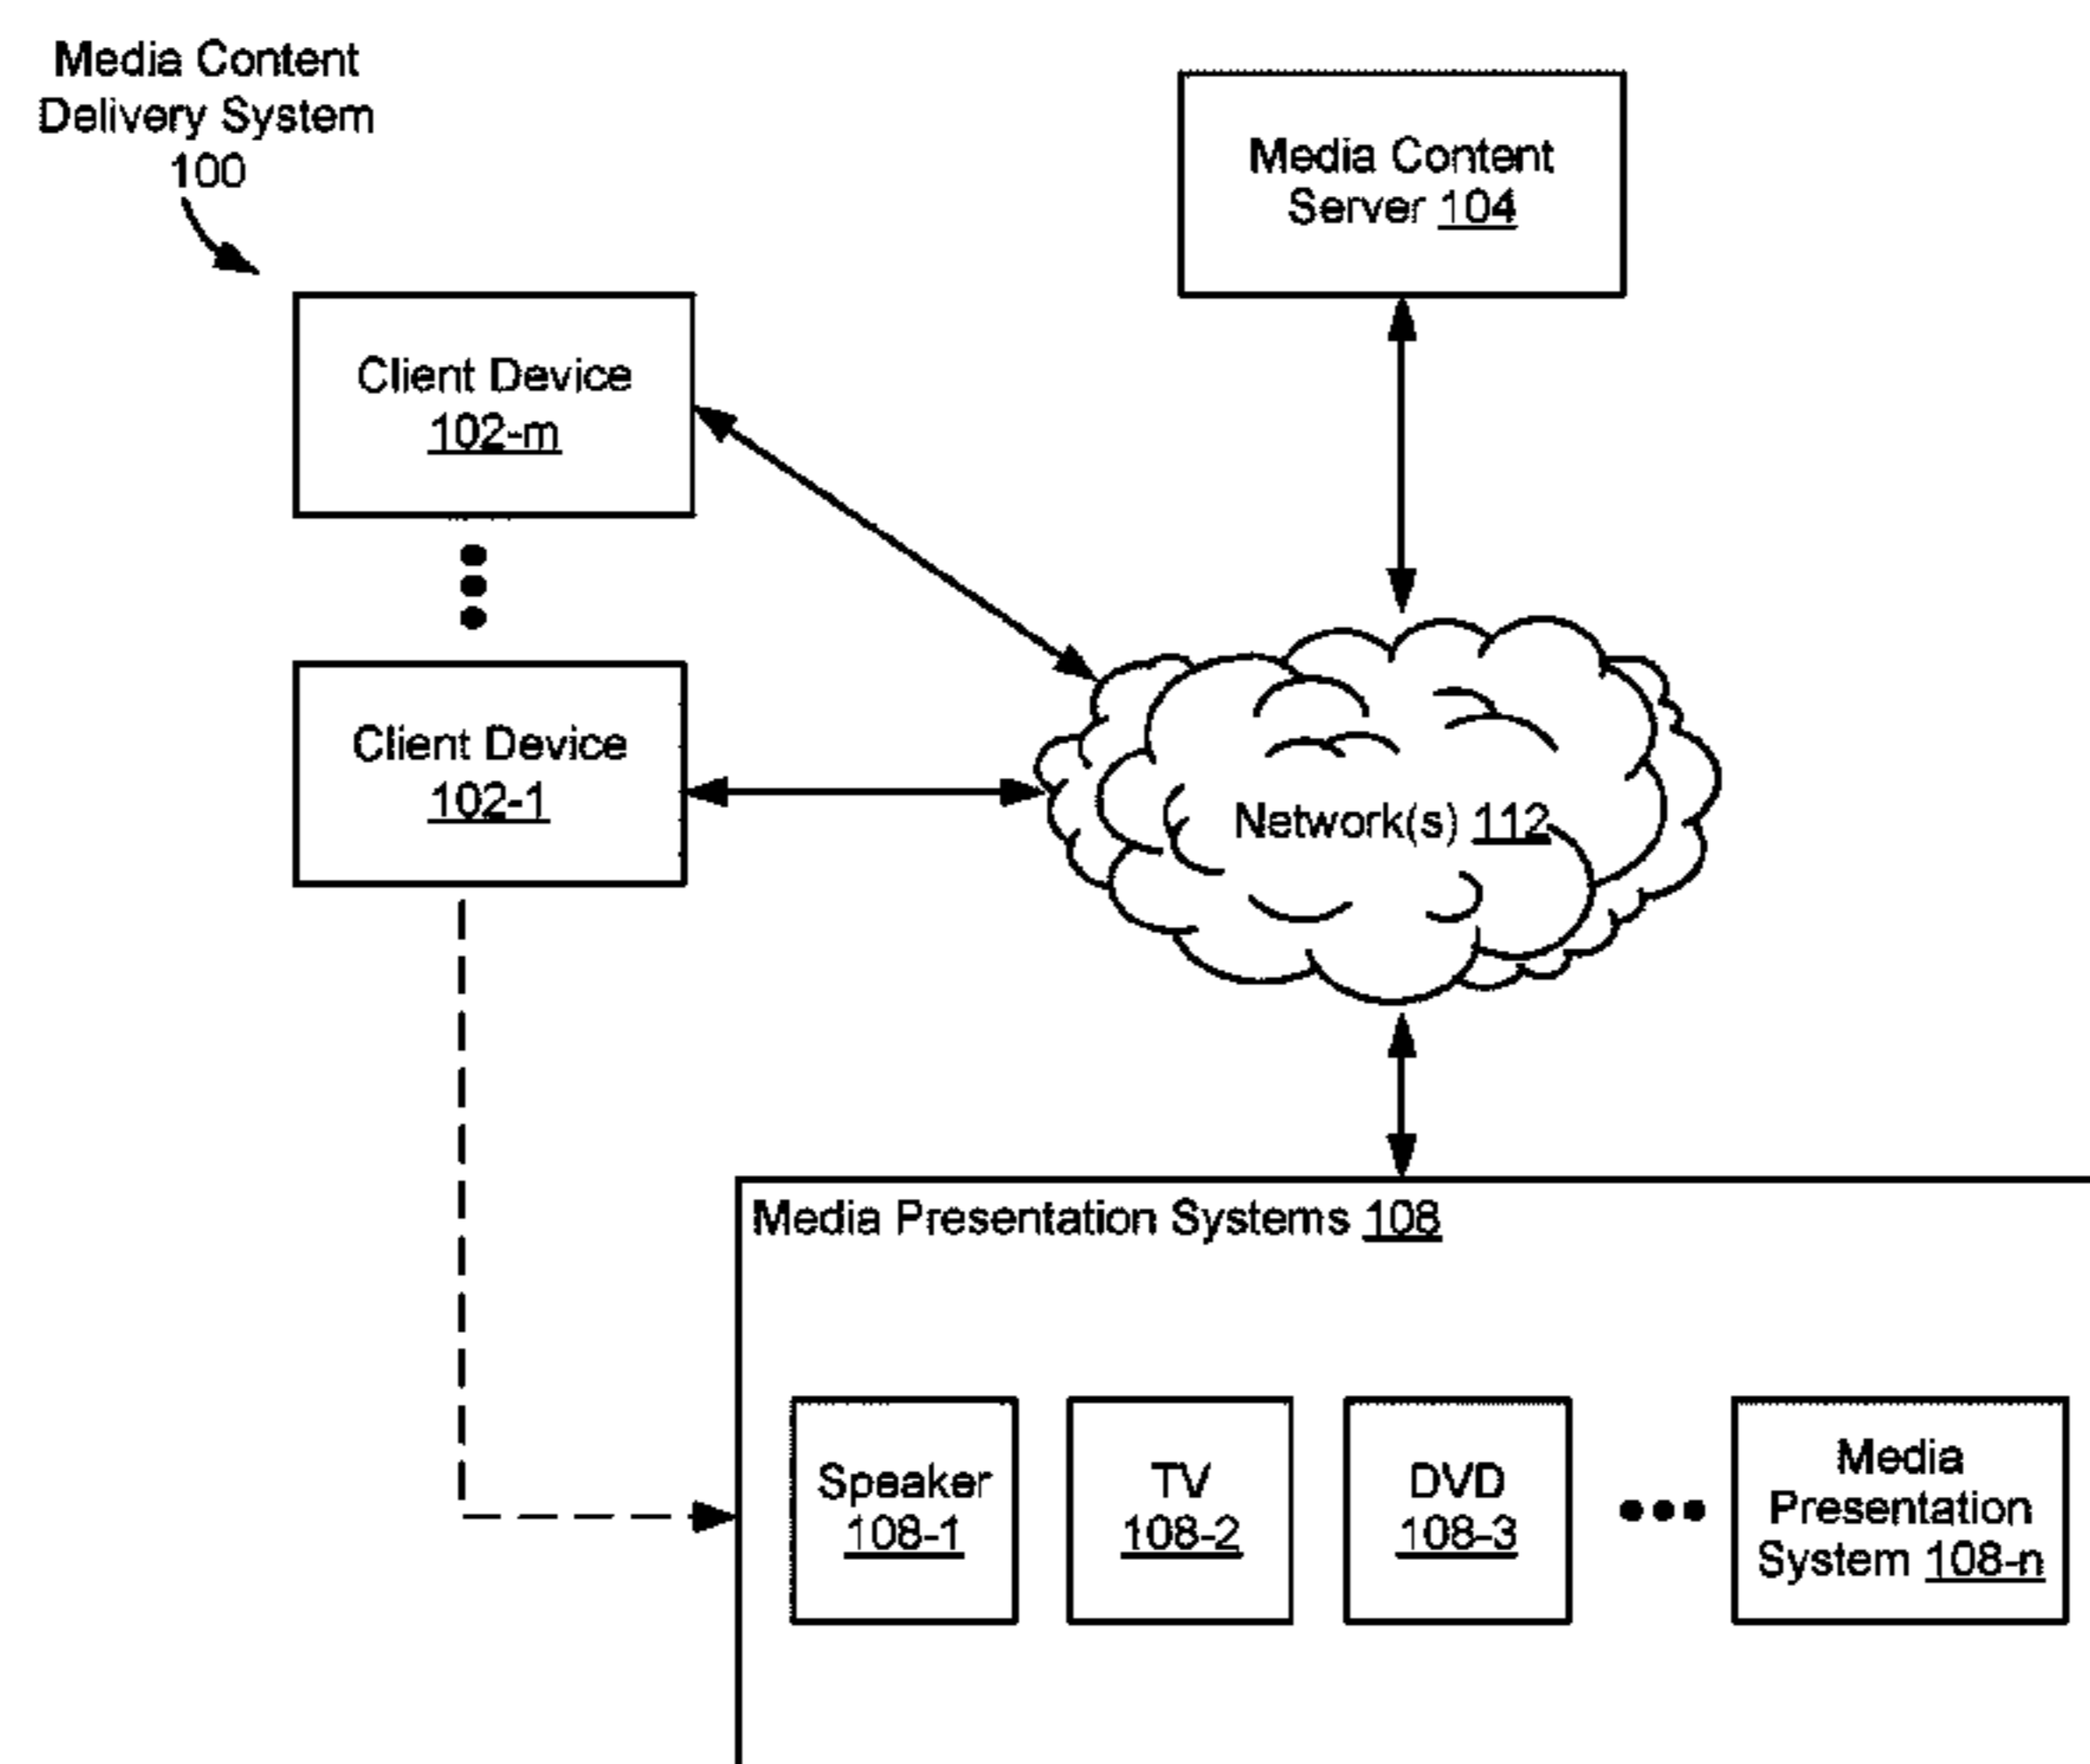 Media Content
Delivery System
100
Media Content
Server 104
Client Device
102-m
Client Device
102-1
Network(s) 112
Media Presentation Systems 108
Speaker
108-1
TV
108-2
DVD
108-3
Media
Presentation
System 108-n